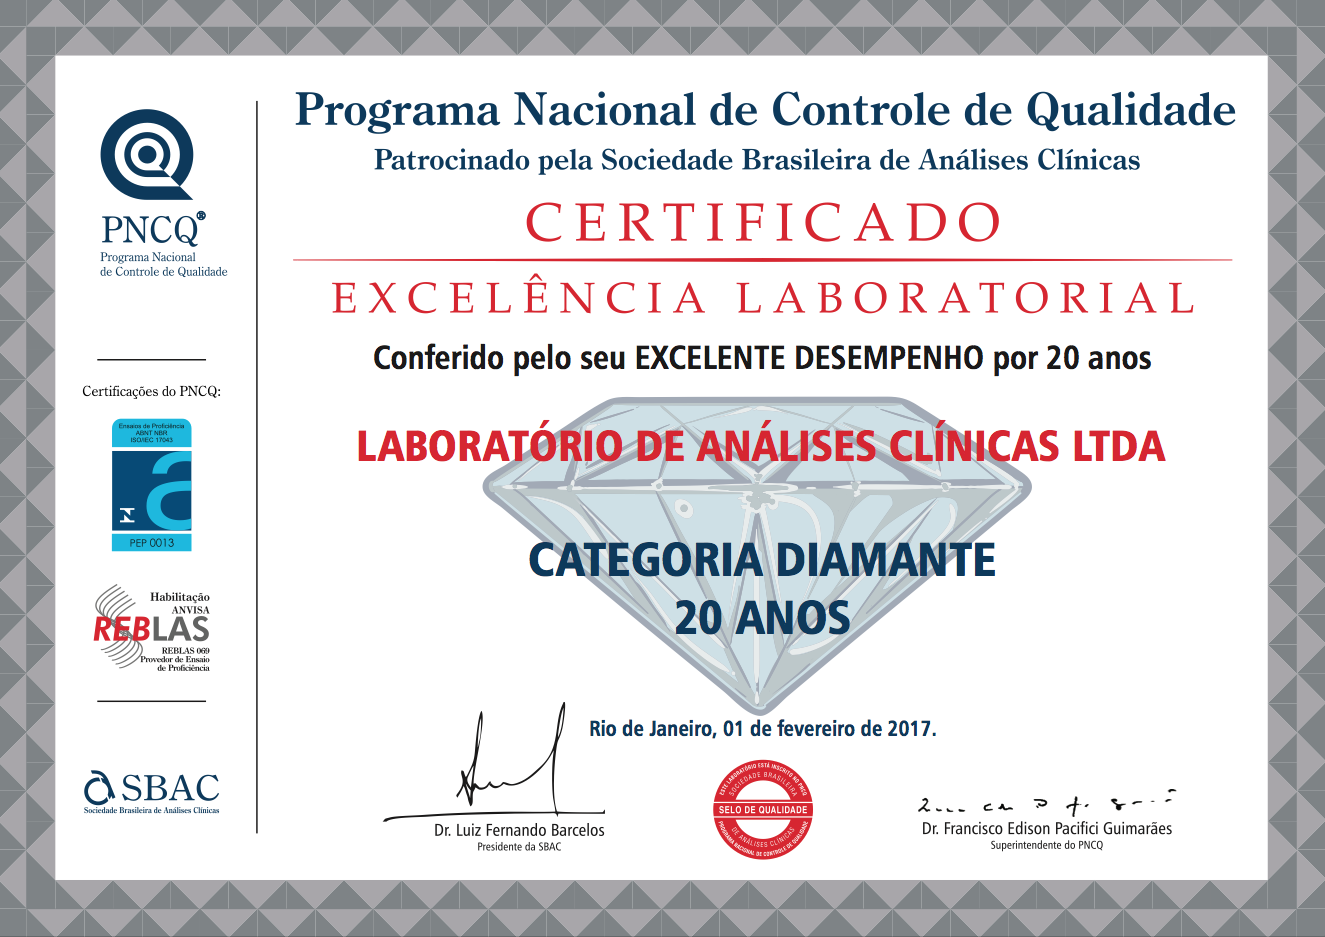 Programa Nacional de Controle de Qualidade
Patrocinado pela Sociedade Brasileira de Análises Clínicas
CERTIFICADO
EXCELÊNCIA LABORATORIAL
Conferido pelo seu EXCELENTE DESEMPENHO por 20 anos
LABORATÓRIO DE ANÁLISES CLÍNICAS LTDA
CATEGORIA DIAMANTE
20 ANOS
Rio de Janeiro, 01 de fevereiro de 2017.
Dr. Luiz Fernando Barcelos
Presidente da SBAC
ESTE LABORATÓRIO ESTÁ INSCRITO NO PNCQ
SOCIEDADE BRASILEIRA
SELO DE QUALIDADE
DE ANÁLISES CLÍNICAS
PROGRAMA NACIONAL DE CONTROLE DE QUALIDADE
Dr. Francisco Edison Pacifici Guimarães
Superintendente do PNCQ
PNCQ®
Programa Nacional
de Controle de Qualidade
Certificações do PNCQ:
Ensaios de Proficiência
ABNT NBR
ISO/IEC 17043
PEP 0013
Habilitação
ANVISA
REBLAS
REBLAS 069
Provedor de Ensaio
de Proficiência
SBAC
Sociedade Brasileira de Análises Clínicas